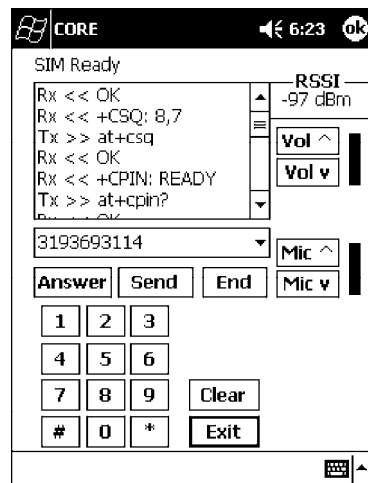 CORE 6:23 ok
SIM Ready
RSSI
-97 dBm
Rx << OK
Rx << +CSQ: 8,7
Tx >> at+csq
Rx << OK
Rx << +CPIN: READY
Tx >> at+cpin?
Vol ^
Vol v
3193693114
Mic ^
Mic v
Answer Send End
1 2 3
4 5 6
7 8 9 Clear
# 0 * Exit